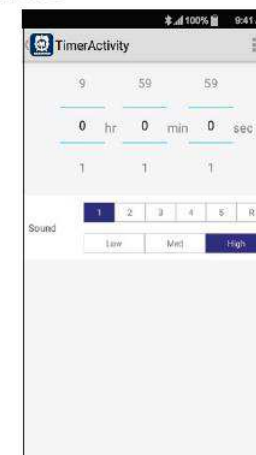 100% 9:41
TimerActivity
9 59 59
0 hr 0 min 0 sec
1 1 1
1 2 3 4 5 R
Sound
Low Med High